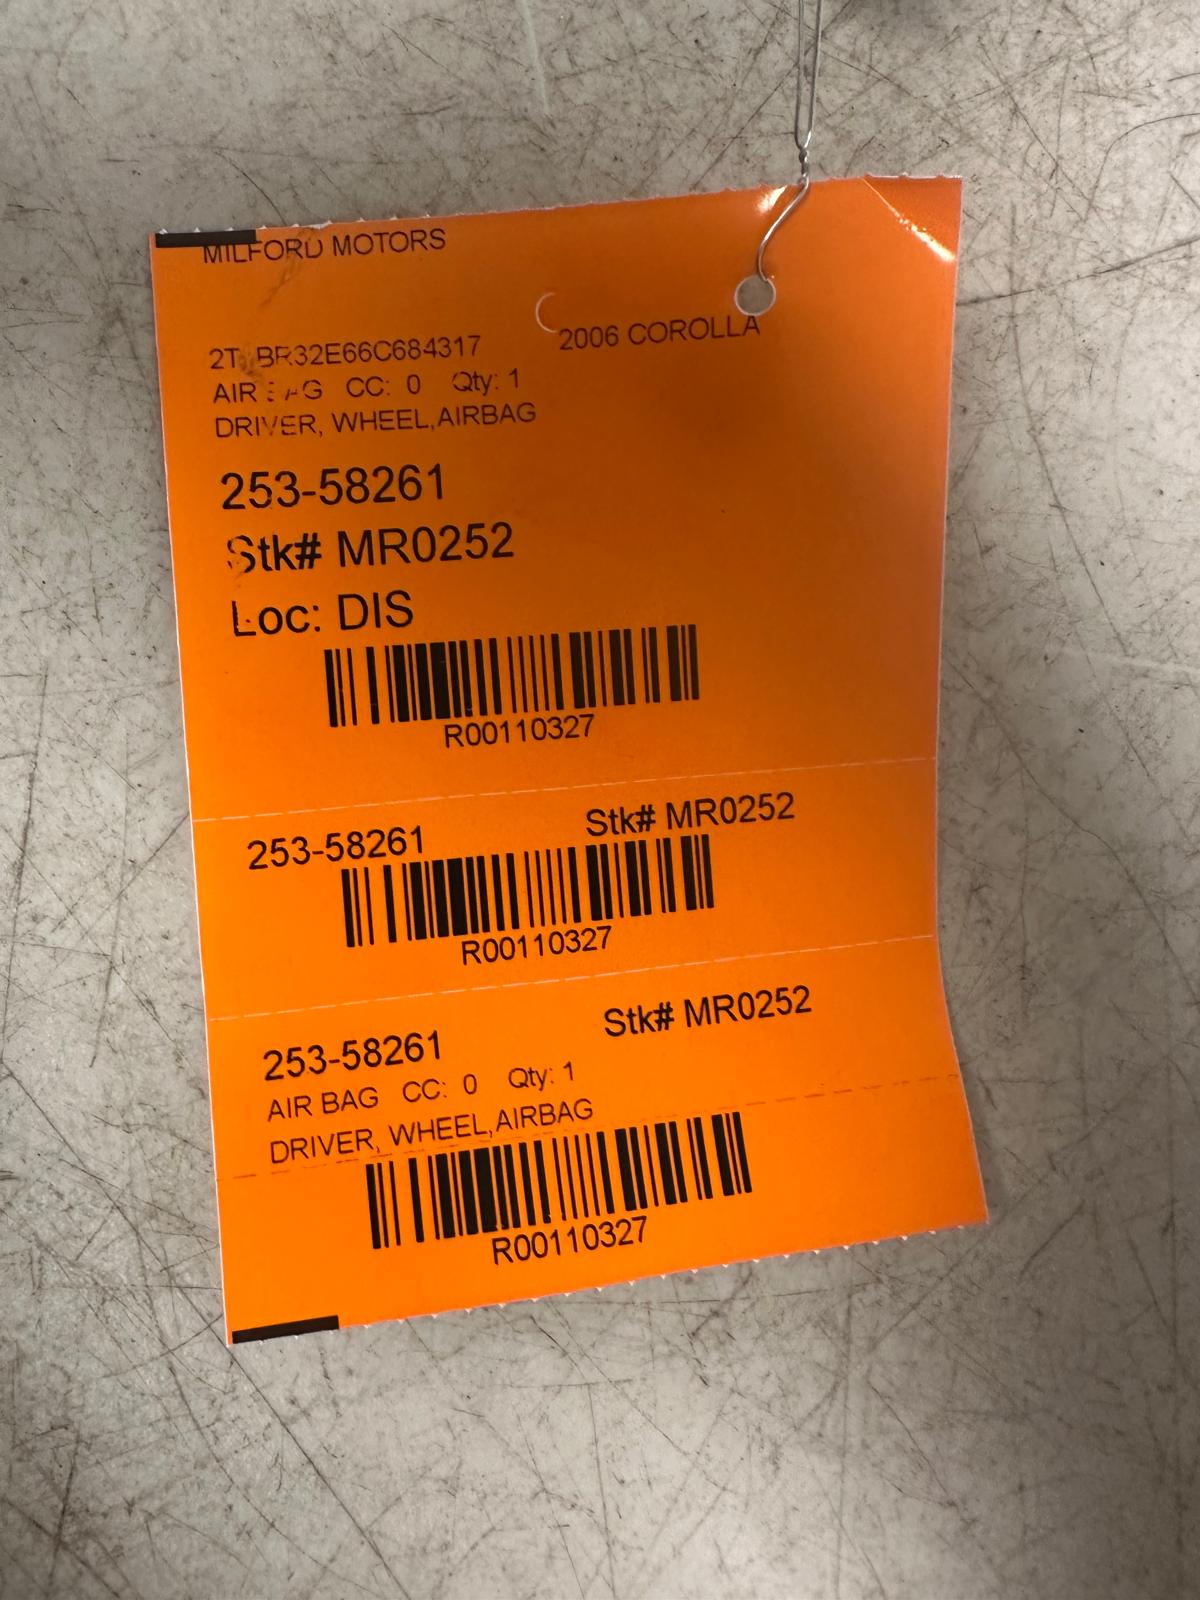 MILFORD MOTORS
2006 COROLLA
AIR CC: 0 Qty: 1
DRIVER, WHEEL,AIRBAG
253-58261
Stk# MR0252
Loc: DIS
R00110327
253-58261 Stk# MR0252
R00110327
253-58261 Stk# MR0252
AIR BAG CC: 0 Qty: 1
DRIVER, WHEEL,AIRBAG
R00110327